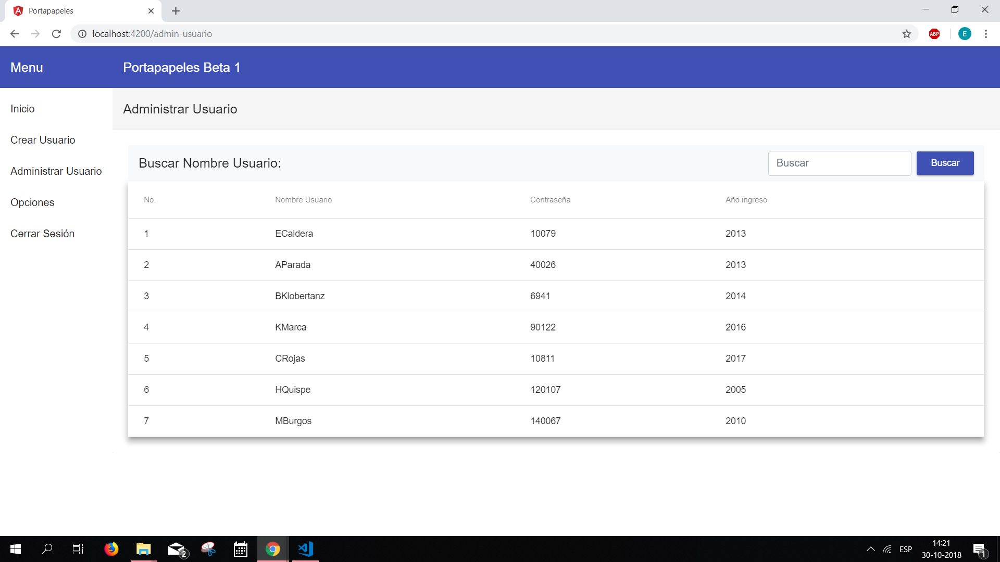 Portapapeles
localhost:4200/admin-usuario
ABP
E
Menu
Portapapeles Beta 1
Inicio
Crear Usuario
Administrar Usuario
Opciones
Cerrar Sesión
Administrar Usuario
Buscar Nombre Usuario:
Buscar
Buscar
No. Nombre Usuario Contraseña Año ingreso
1 ECaldera 10079 2013
2 AParada 40026 2013
3 BKlobertanz 6941 2014
4 KMarca 90122 2016
5 CRojas 10811 2017
6 HQuispe 120107 2005
7 MBurgos 140067 2010
2
ESP
14:21
30-10-2018
1